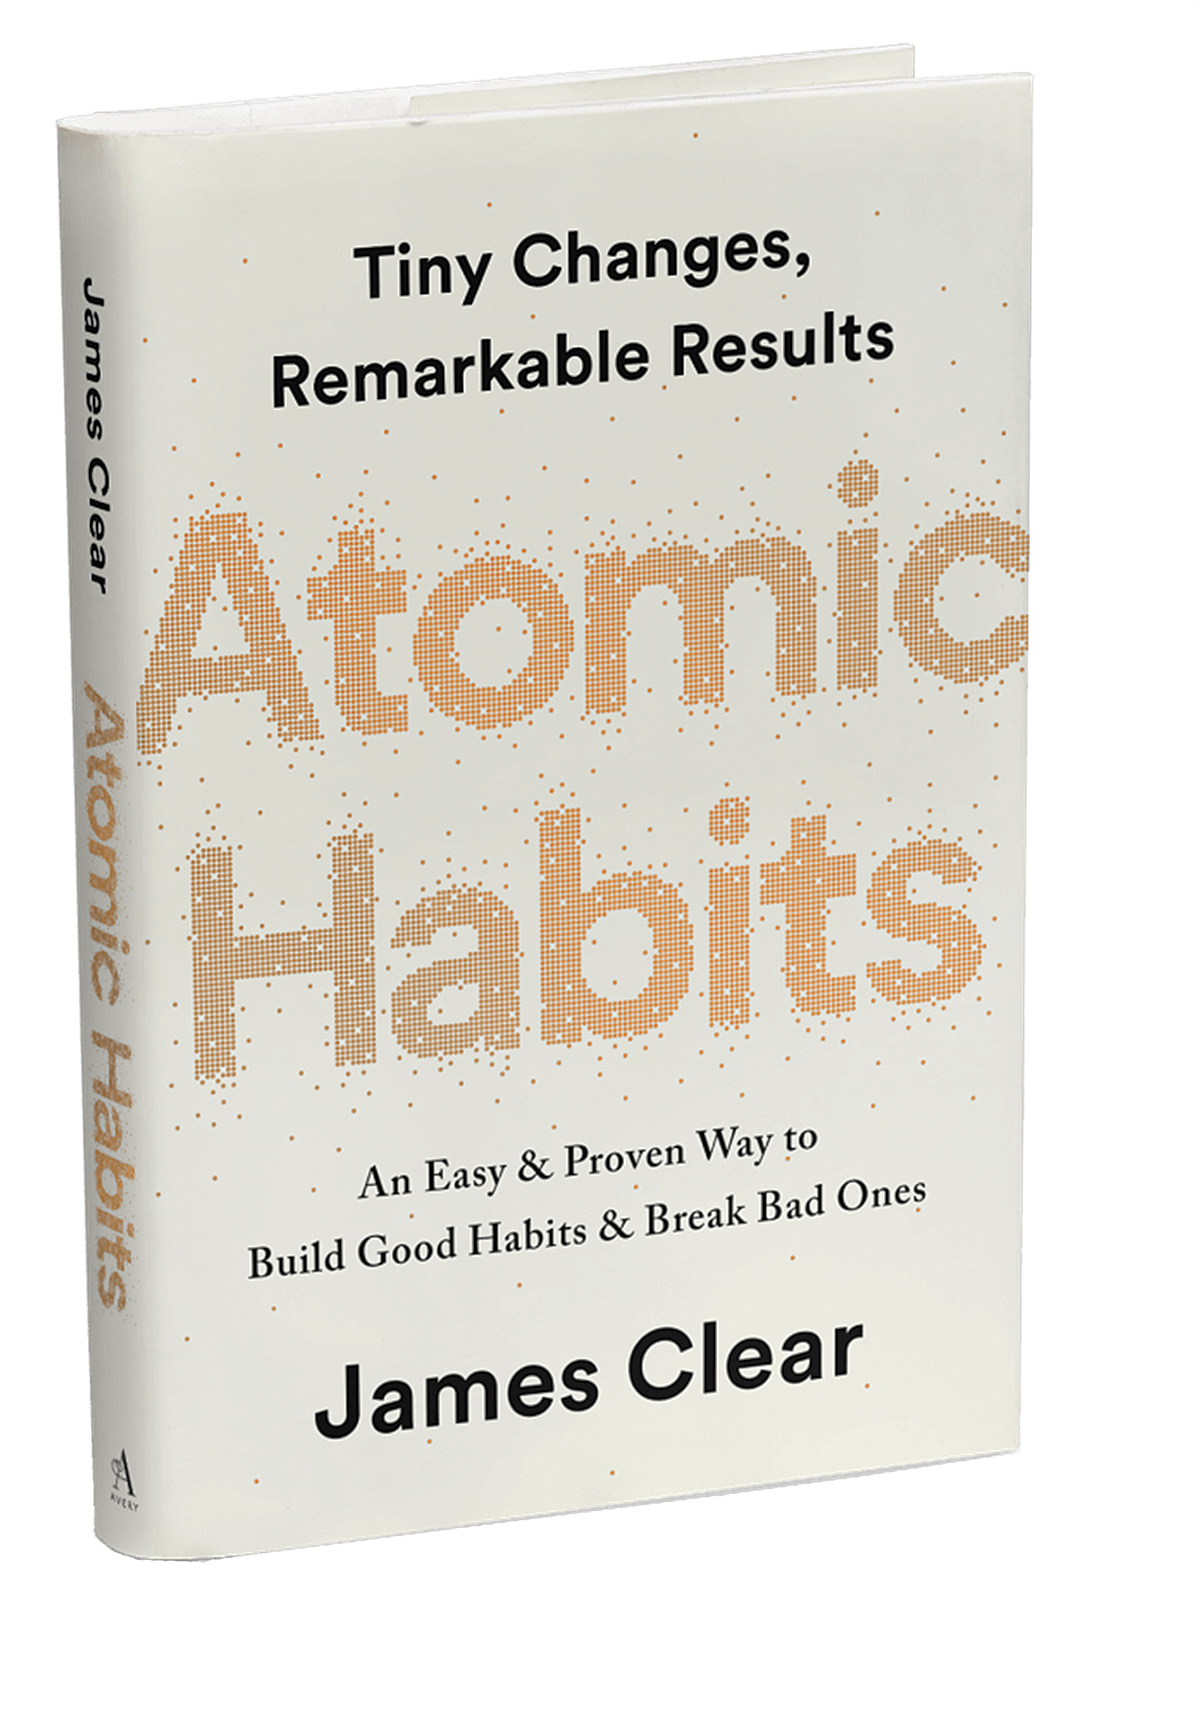 Tiny Changes,
Remarkable Results
Atomic
Habits
An Easy & Proven Way to
Build Good Habits & Break Bad Ones
James Clear
James Clear
Atomic Habits
A
AVERY